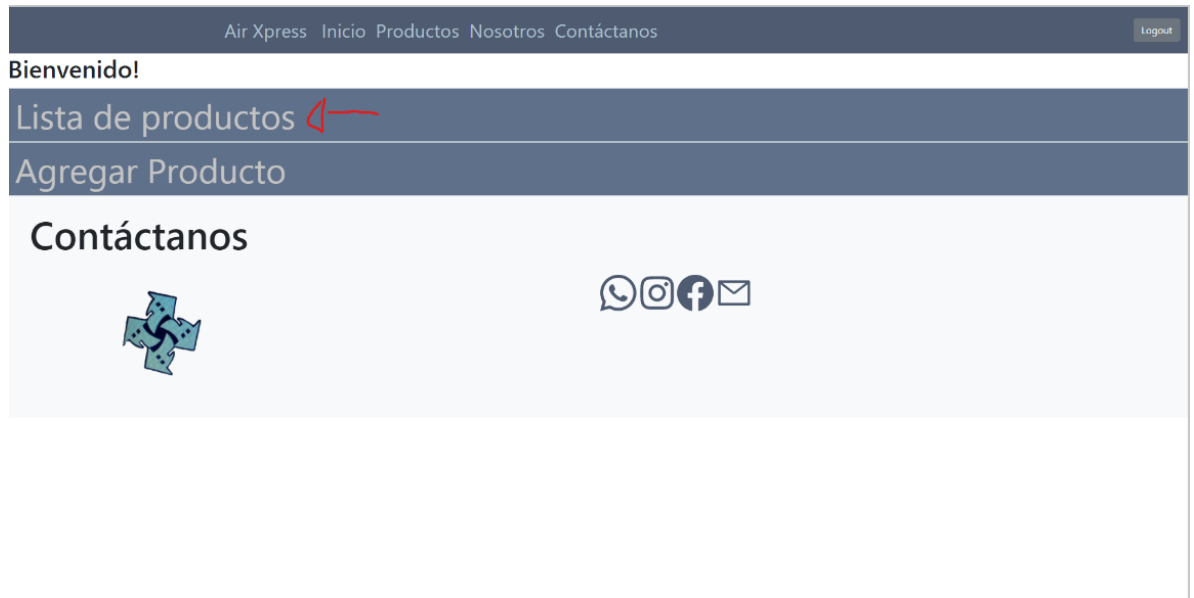 Air Xpress Inicio Productos Nosotros Contáctanos Logout
Bienvenido!
Lista de productos
Agregar Producto
Contáctanos